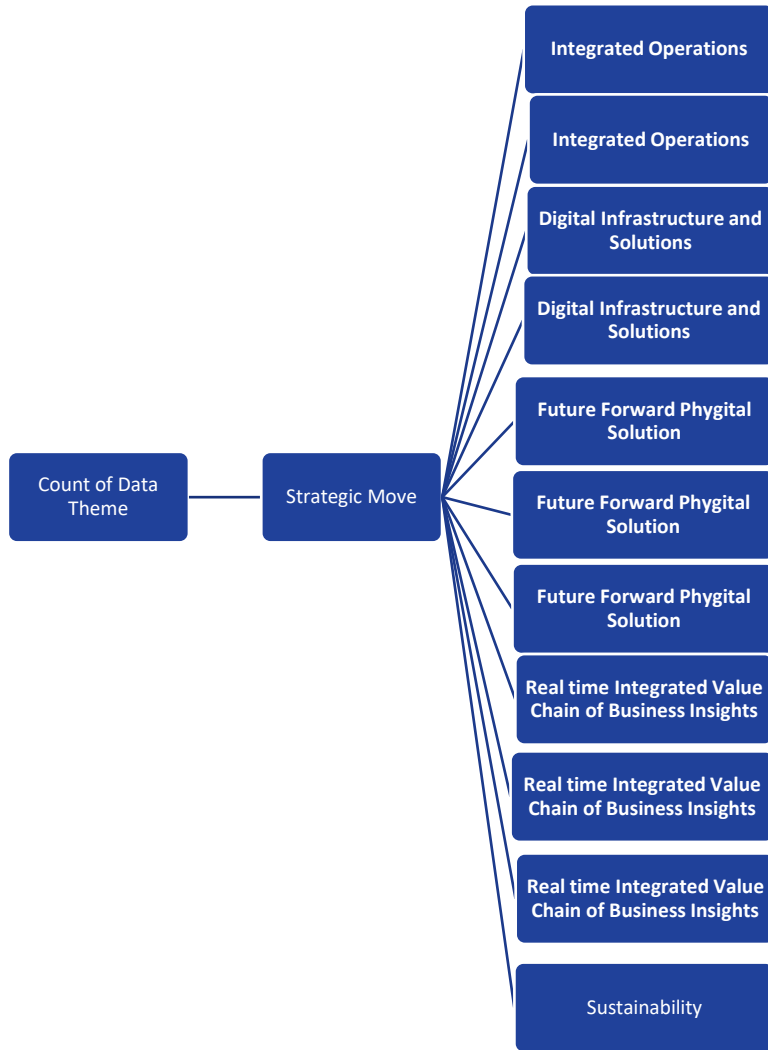 Integrated Operations
Integrated Operations
Digital Infrastructure and
Solutions
Digital Infrastructure and
Solutions
Future Forward Phygital
Solution
Count of Data
Theme
Strategic Move
Future Forward Phygital
Solution
Future Forward Phygital
Solution
Real time Integrated Value
Chain of Business Insights
Real time Integrated Value
Chain of Business Insights
Real time Integrated Value
Chain of Business Insights
Sustainability